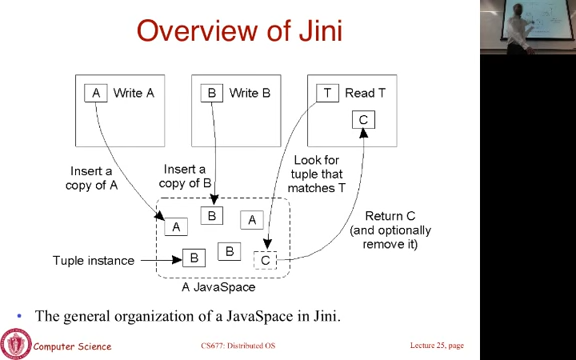 Overview of Jini
A Write A
B Write B
T Read T
C
Insert a
copy of A
Insert a
copy of B
Look for
tuple that
matches T
Return C
(and optionally
remove it)
A
B
A
Tuple instance
B
B
C
A JavaSpace
• The general organization of a JavaSpace in Jini.
Computer Science
CS677: Distributed OS
Lecture 25, page